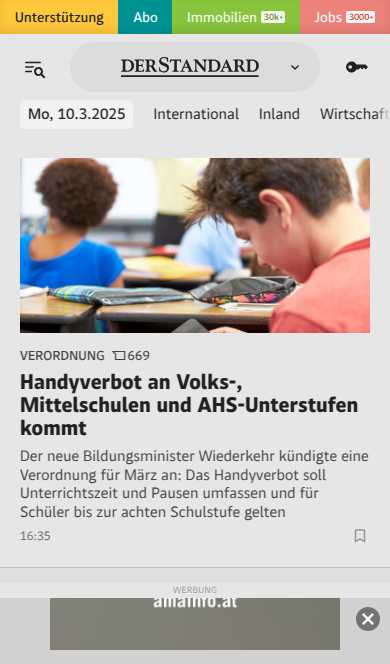 Unterstützung Abo Immobilien 30k+ Jobs 3000+
DERSTANDARD
Mo, 10.3.2025 International Inland
VERORDNUNG 669
Handyverbot an Volks-,
Mittelschulen und AHS-Unterstufen
kommt
Der neue Bildungsminister Wiederkehr kündigte eine
Verordnung für März an: Das Handyverbot soll
Unterrichtszeit und Pausen umfassen und für
Schüler bis zur achten Schulstufe gelten
16:35
WERBUNG
amainfo.at